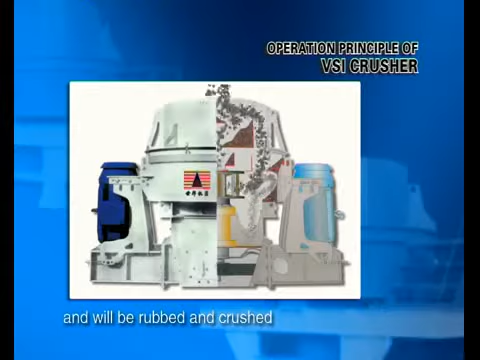 OPERATION PRINCIPLE OF
VSI CRUSHER
and will be rubbed and crushed